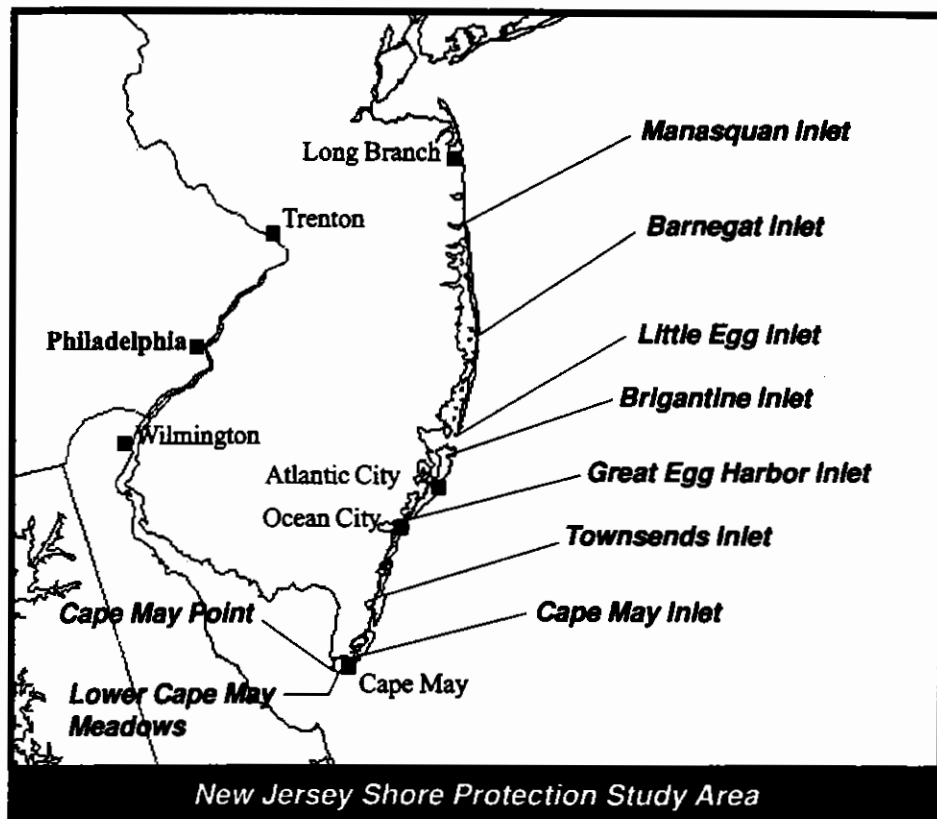 Manasquan Inlet
Long Branch
Trenton
Barnegat Inlet
Philadelphia
Little Egg Inlet
Brigantine Inlet
Wilmington
Atlantic City
Great Egg Harbor Inlet
Ocean City
Townsends Inlet
Cape May Point
Cape May Inlet
Cape May
Lower Cape May
Meadows
New Jersey Shore Protection Study Area